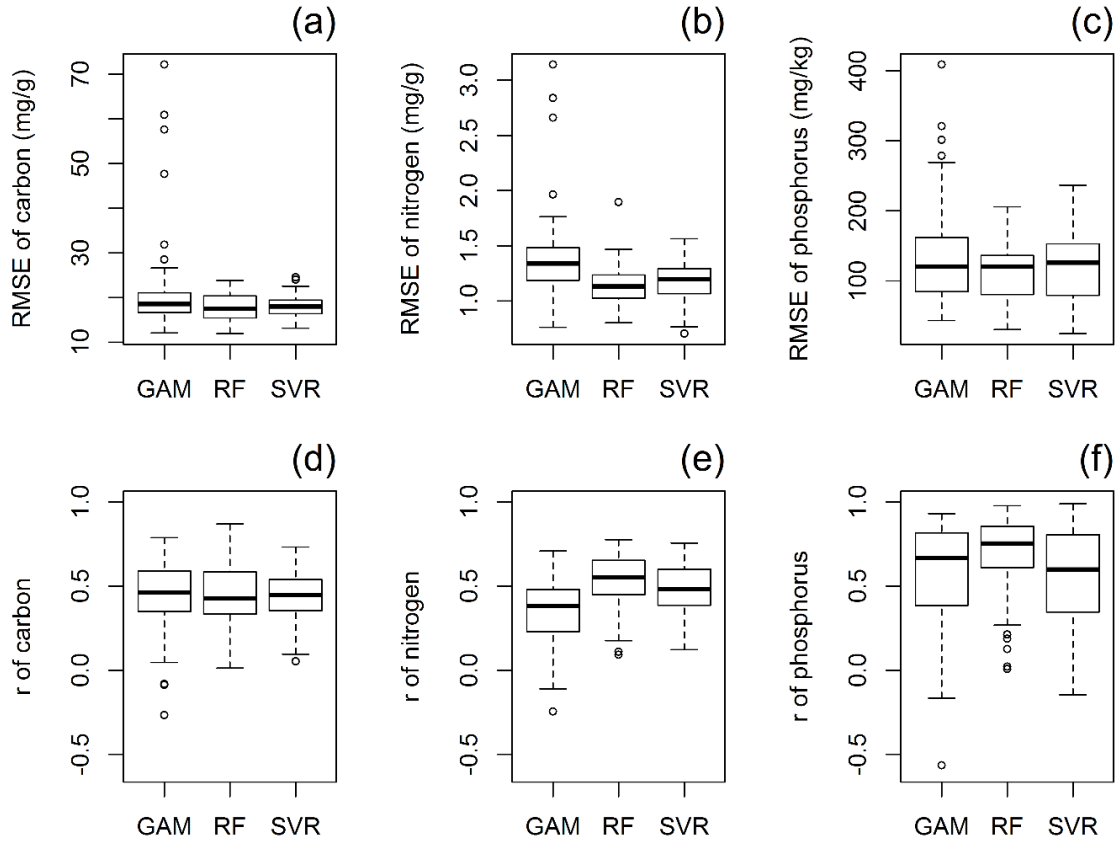 (a)
RMSE of carbon (mg/g)
70
50
30
10
GAM RF SVR
(b)
RMSE of nitrogen (mg/g)
3.0
2.5
2.0
1.5
1.0
GAM RF SVR
(c)
RMSE of phosphorus (mg/kg)
400
300
200
100
GAM RF SVR
(d)
r of carbon
1.0
0.5
0.0
-0.5
GAM RF SVR
(e)
r of nitrogen
1.0
0.5
0.0
-0.5
GAM RF SVR
(f)
r of phosphorus
1.0
0.5
0.0
-0.5
GAM RF SVR